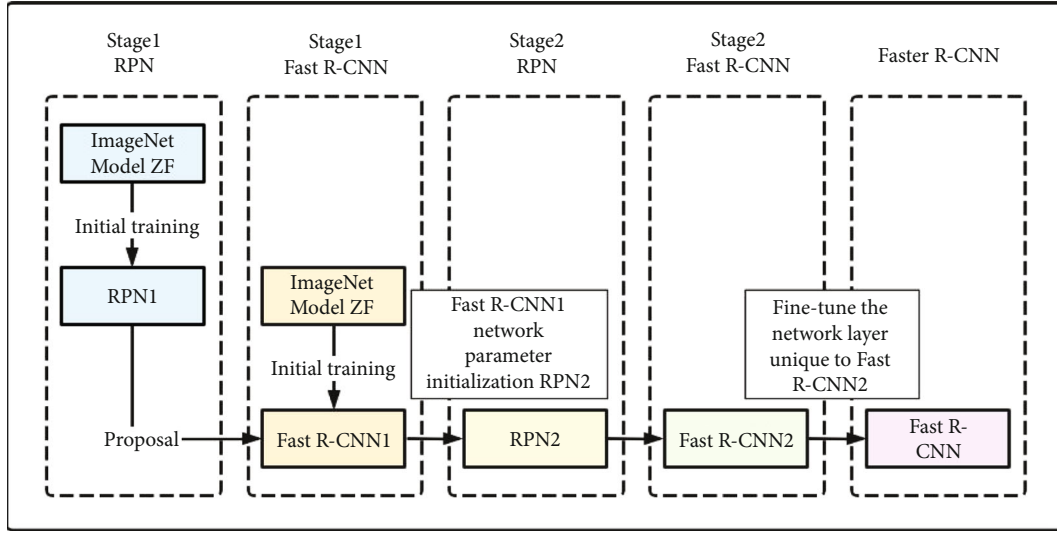 Stage1
RPN
Stage1
Fast R-CNN
Stage2
RPN
Stage2
Fast R-CNN
Faster R-CNN
ImageNet
Model ZF
Initial training
RPN1
Proposal
ImageNet
Model ZF
Initial training
Fast R-CNN1
Fast R-CNN1
network
parameter
initialization RPN2
RPN2
Fast R-CNN2
Fine-tune the
network layer
unique to Fast
R-CNN2
Fast R-
CNN